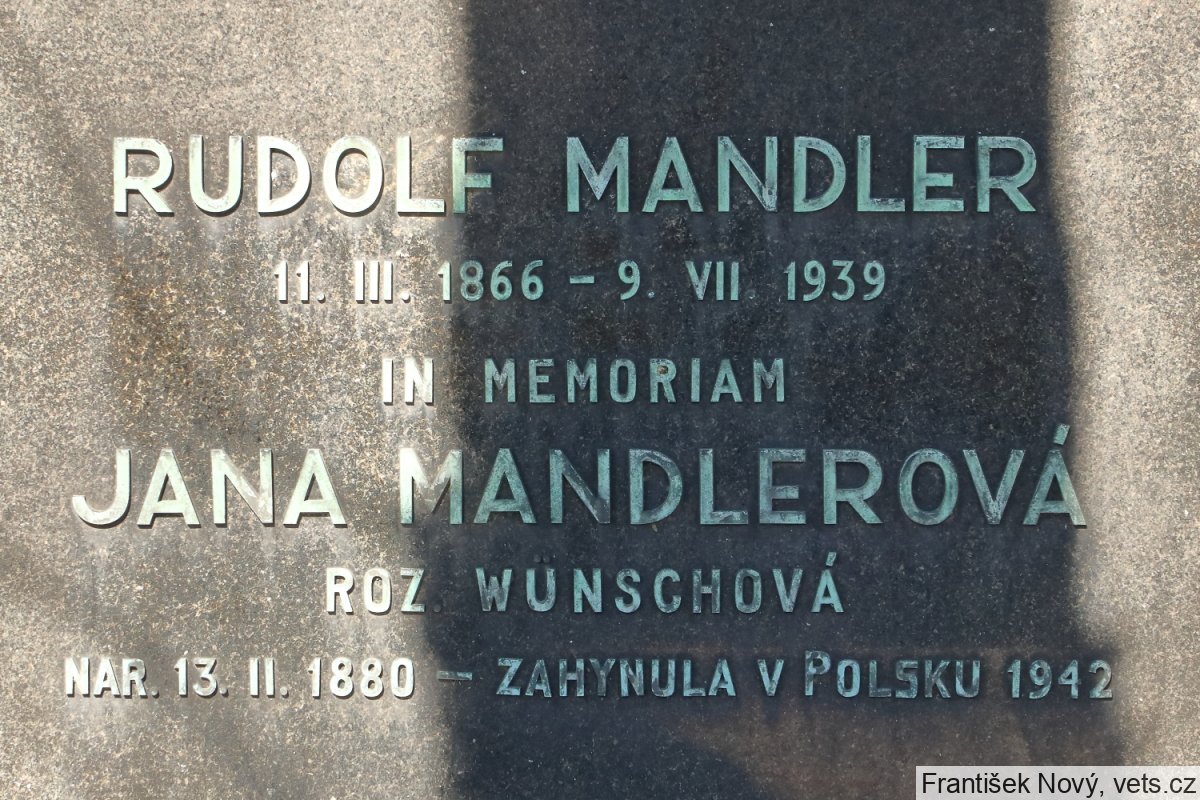 RUDOLF MANDLER
11. III. 1866 – 9. VII. 1939
IN MEMORIAM
JANA MANDLEROVÁ
ROZ. WÜNSCHOVÁ
NAR. 13. II. 1880 – ZAHYNULA V POLSKU 1942
František Nový, vets.cz